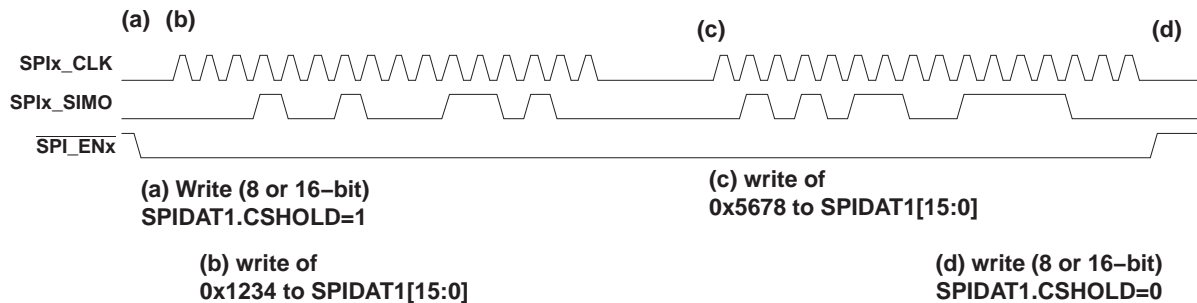 (a) (b)
(c)
(d)
SPIx_CLK
SPIx_SIMO
SPI_ENx
(a) Write (8 or 16−bit)
SPIDAT1.CSHOLD=1
(c) write of
0x5678 to SPIDAT1[15:0]
(b) write of
0x1234 to SPIDAT1[15:0]
(d) write (8 or 16−bit)
SPIDAT1.CSHOLD=0